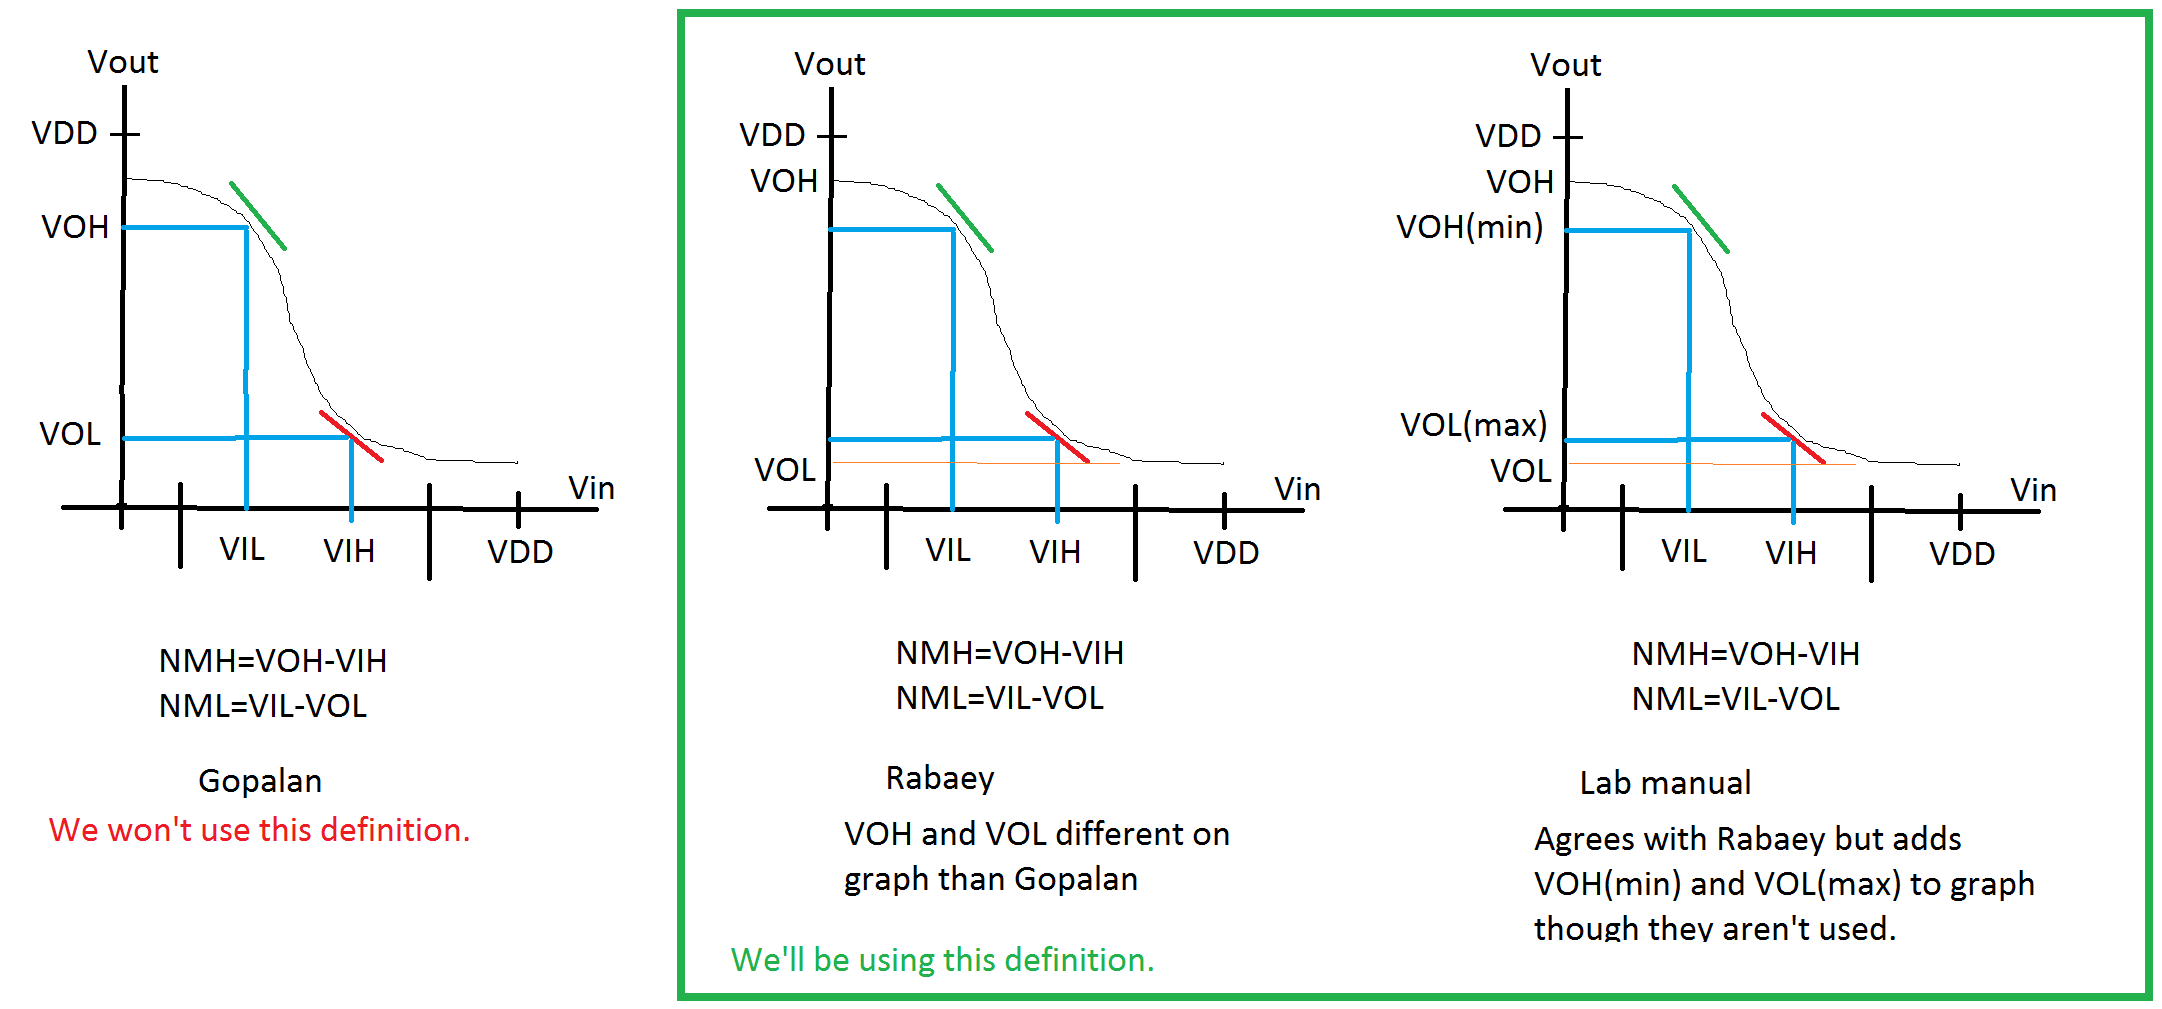 Vout
VDD
VOH
VOL
Vin
VIL
VIH
VDD
NMH=VOH-VIH
NML=VIL-VOL
Gopalan
We won't use this definition.
Vout
VDD
VOH
VOL
Vin
VIL
VIH
VDD
NMH=VOH-VIH
NML=VIL-VOL
Rabaey
VOH and VOL different on
graph than Gopalan
We'll be using this definition.
Vout
VDD
VOH
VOH(min)
VOL(max)
VOL
Vin
VIL
VIH
VDD
NMH=VOH-VIH
NML=VIL-VOL
Lab manual
Agrees with Rabaey but adds
VOH(min) and VOL(max) to graph
though they aren't used.